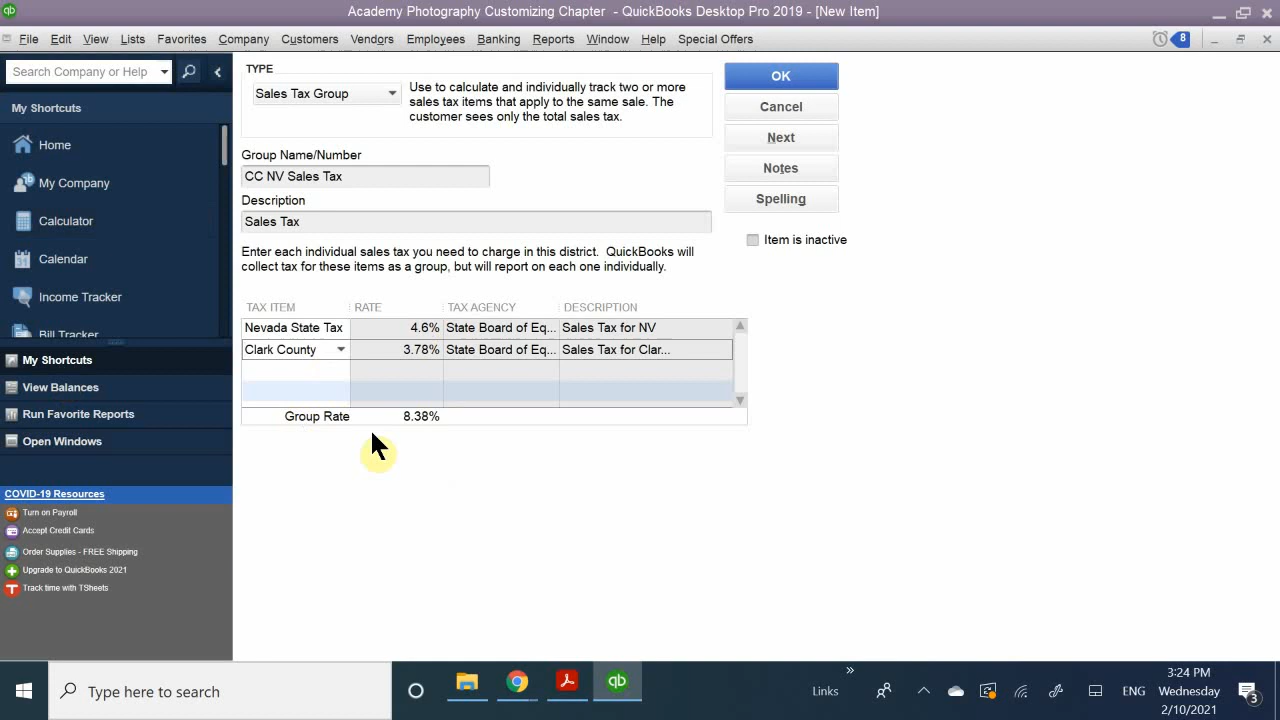 Academy Photography Customizing Chapter - QuickBooks Desktop Pro 2019 - [New Item]
File Edit View Lists Favorites Company Customers Vendors Employees Banking Reports Window Help Special Offers
8
Search Company or Help
My Shortcuts
Home
My Company
Calculator
Calendar
Income Tracker
Bill Tracker
My Shortcuts
View Balances
Run Favorite Reports
Open Windows
COVID-19 Resources
Turn on Payroll
Accept Credit Cards
Order Supplies - FREE Shipping
Upgrade to QuickBooks 2021
Track time with TSheets
TYPE
Sales Tax Group
Use to calculate and individually track two or more
sales tax items that apply to the same sale. The
customer sees only the total sales tax.
OK
Cancel
Next
Notes
Spelling
Item is inactive
Group Name/Number
CC NV Sales Tax
Description
Sales Tax
Enter each individual sales tax you need to charge in this district. QuickBooks will
collect tax for these items as a group, but will report on each one individually.
TAX ITEM RATE TAX AGENCY DESCRIPTION
Nevada State Tax 4.6% State Board of Eq... Sales Tax for NV
Clark County 3.78% State Board of Eq... Sales Tax for Clar...
Group Rate 8.38%
Type here to search
qb
Links
ENG
3:24 PM
Wednesday
2/10/2021
3